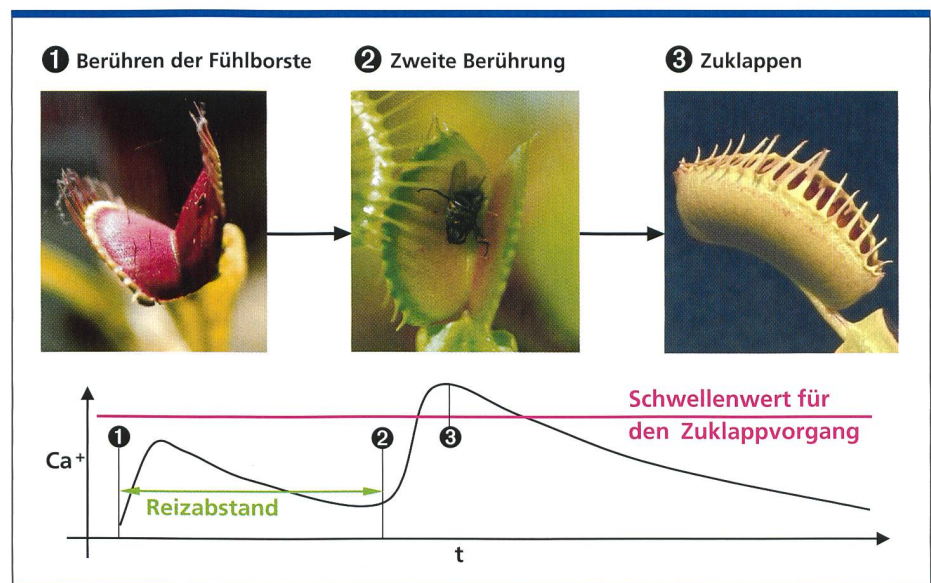 ❶ Berühren der Fühlborste
❷ Zweite Berührung
❸ Zuklappen
Schwellenwert für
den Zuklappvorgang
❶
❷
❸
Ca⁺
Reizabstand
t